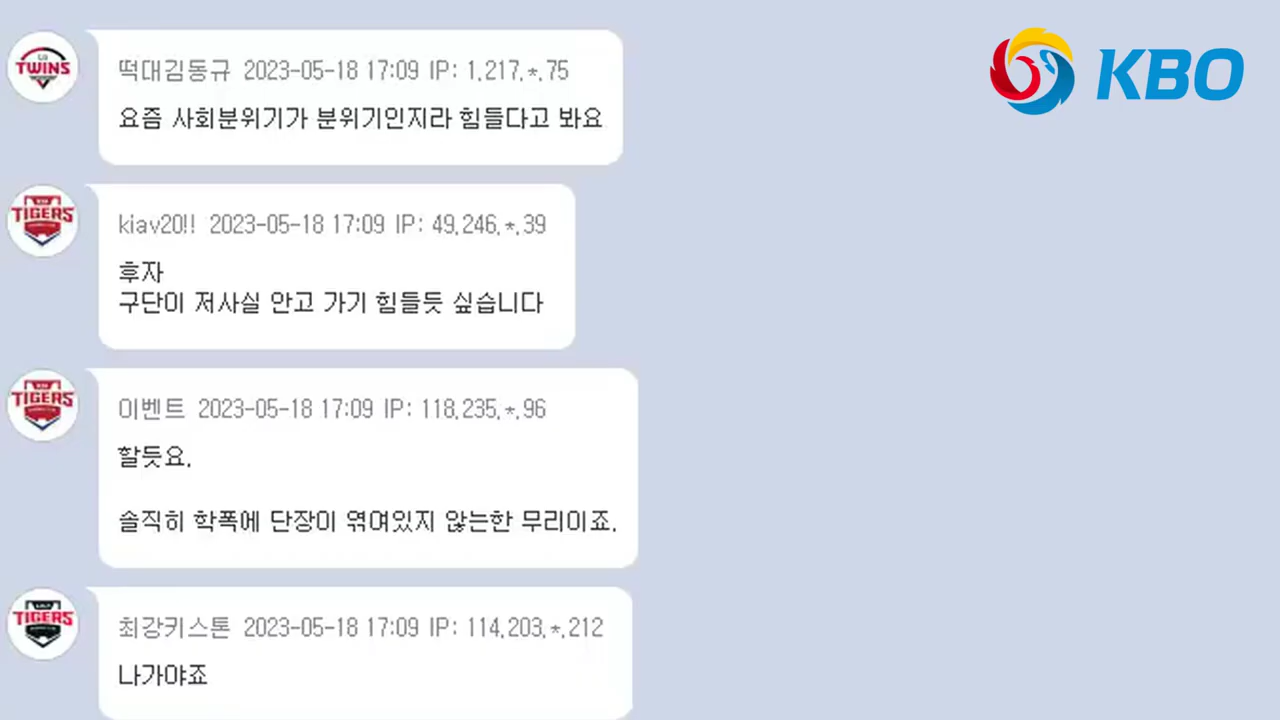 KBO
TWINS
떡대김동규 2023-05-18 17:09 IP: 1.217.*.75
요즘 사회분위기가 분위기인지라 힘들다고 봐요
TIGERS
kiav20!! 2023-05-18 17:09 IP: 49.246.*.39
후자
구단이 저사실 안고 가기 힘들듯 싶습니다
TIGERS
이벤트 2023-05-18 17:09 IP: 118.235.*.96
할듯요.
솔직히 학폭에 단장이 엮여있지 않는한 무리이죠.
TIGERS
최강키스톤 2023-05-18 17:09 IP: 114.203.*.212
나가야죠